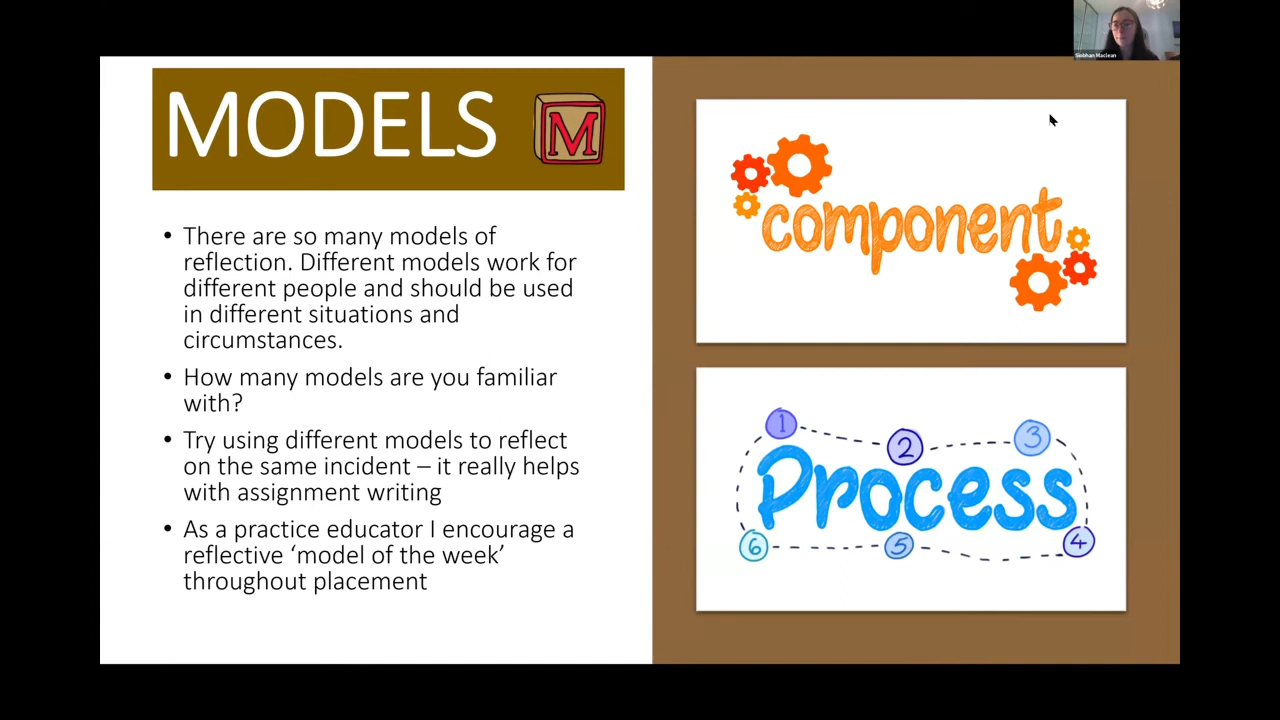 Siobhan Maclean
MODELS
M
• There are so many models of
reflection. Different models work for
different people and should be used
in different situations and
circumstances.
• How many models are you familiar
with?
• Try using different models to reflect
on the same incident – it really helps
with assignment writing
• As a practice educator I encourage a
reflective ‘model of the week’
throughout placement
component
1
2
3
Process
6
5
4